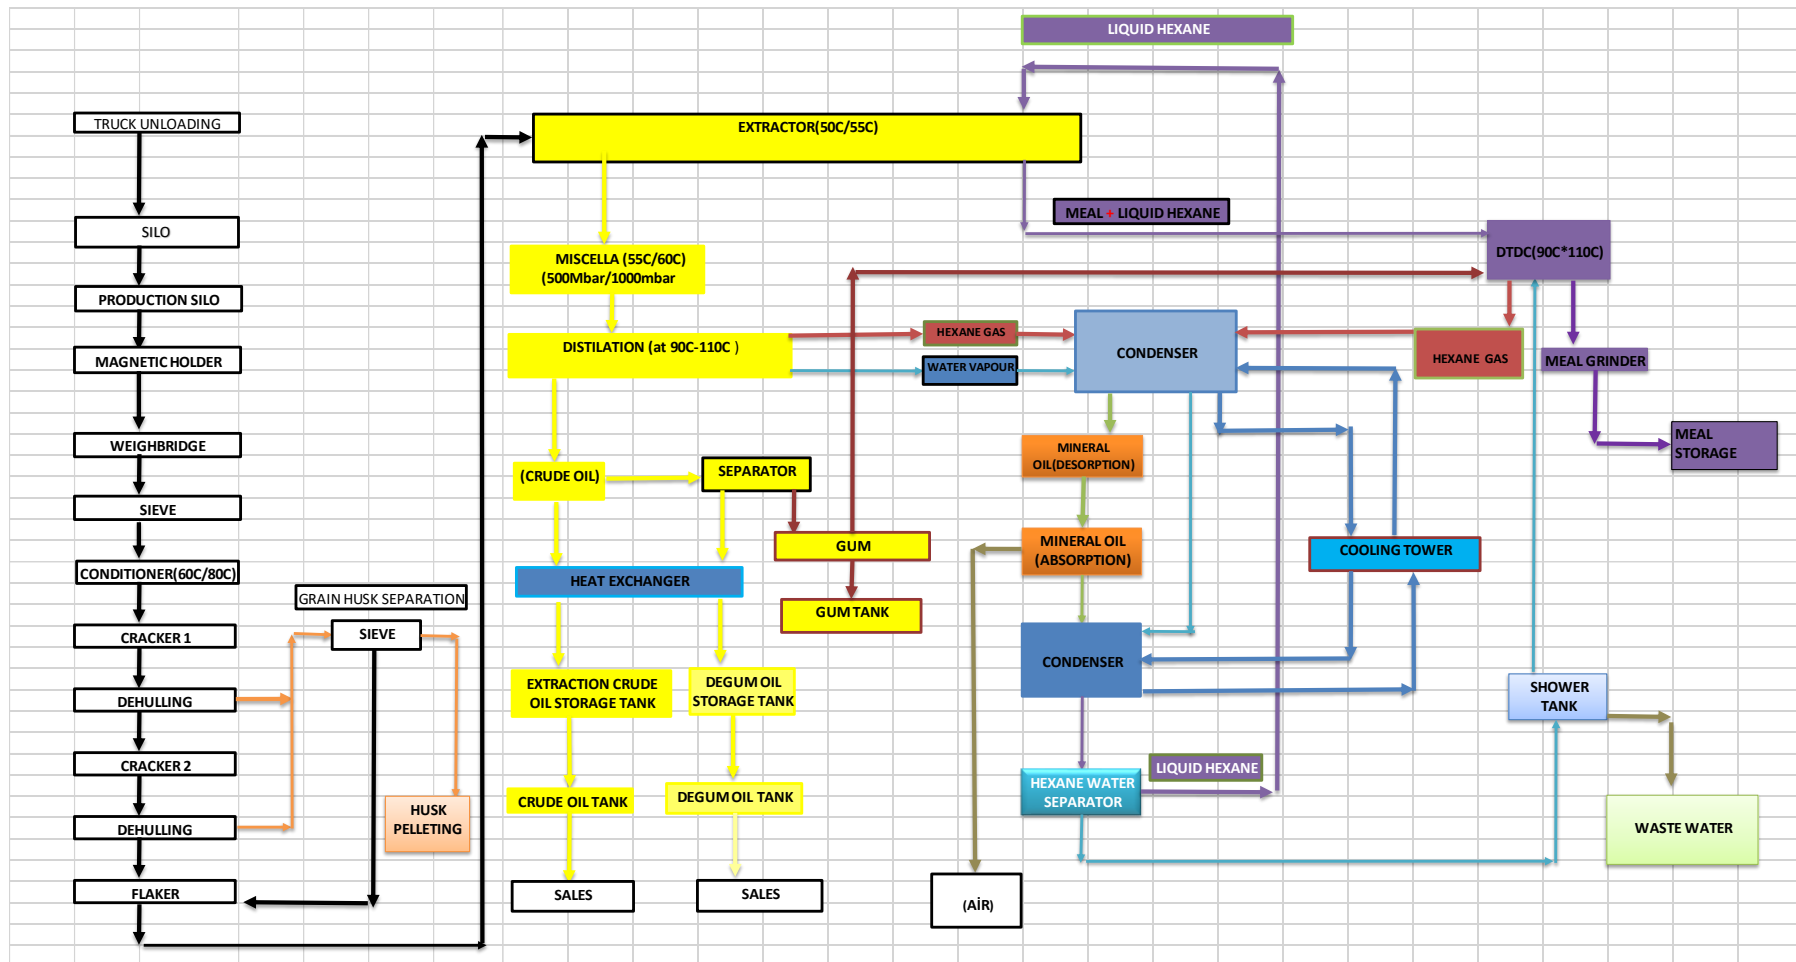 LIQUID HEXANE
TRUCK UNLOADING
EXTRACTOR(50C/55C)
MEAL + LIQUID HEXANE
SILO
DTDC(90C*110C)
MISCELLA (55C/60C)
(500Mbar/1000mbar
PRODUCTION SILO
HEXANE GAS
DISTILATION (at 90C-110C )
CONDENSER
MAGNETIC HOLDER
HEXANE GAS
MEAL GRINDER
WATER VAPOUR
WEIGHBRIDGE
MINERAL
OIL(DESORPTION)
MEAL
STORAGE
(CRUDE OIL)
SEPARATOR
SIEVE
GUM
MINERAL OIL
(ABSORPTION)
COOLING TOWER
CONDITIONER(60C/80C)
HEAT EXCHANGER
GRAIN HUSK SEPARATION
GUM TANK
CRACKER 1
SIEVE
CONDENSER
DEHULLING
EXTRACTION CRUDE
OIL STORAGE TANK
DEGUM OIL
STORAGE TANK
SHOWER
TANK
CRACKER 2
LIQUID HEXANE
HEXANE WATER
SEPARATOR
CRUDE OIL TANK
DEGUM OIL TANK
HUSK
PELLETING
DEHULLING
WASTE WATER
FLAKER
SALES
SALES
(AİR)